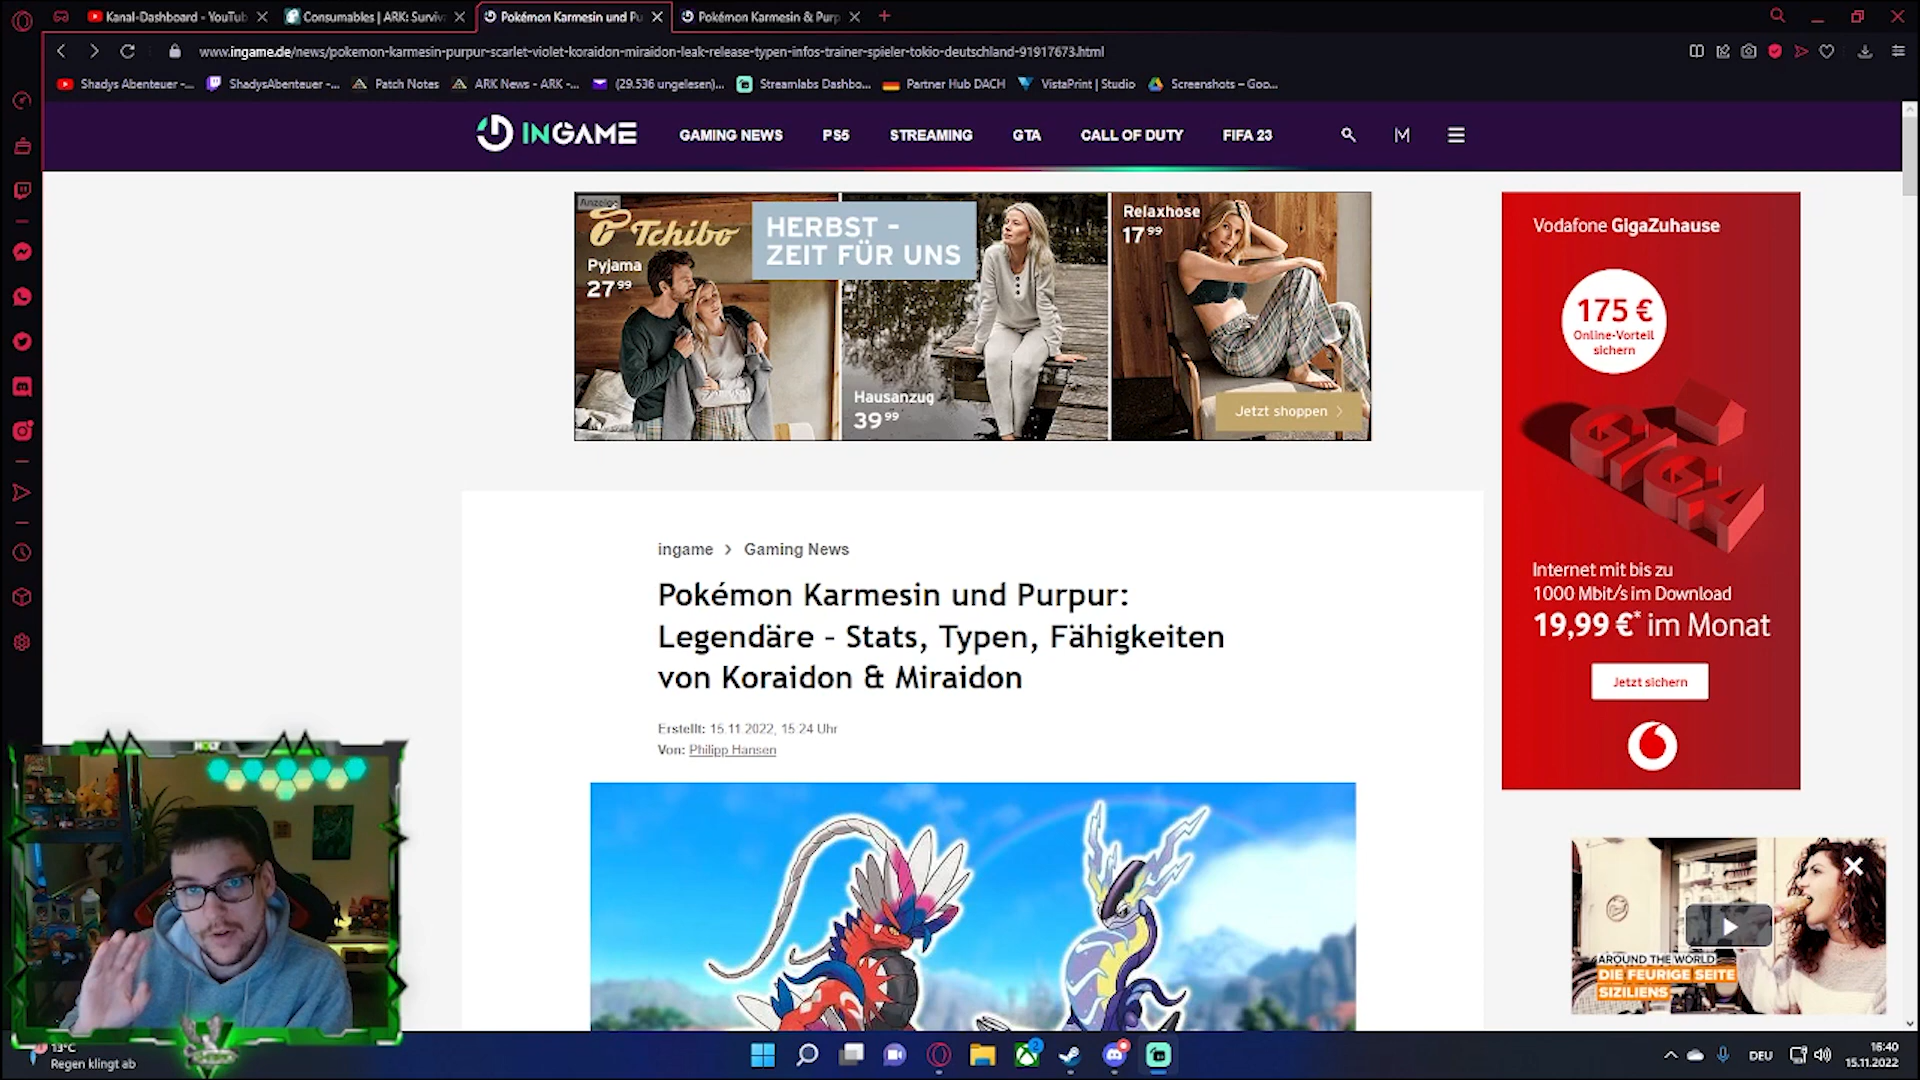 Kanal-Dashboard - YouTub
Consumables | ARK: Surviv
Pokémon Karmesin und Pu
Pokémon Karmesin & Purp
www.ingame.de/news/pokemon-karmesin-purpur-scarlet-violet-koraidon-miraidon-leak-release-typen-infos-trainer-spieler-tokio-deutschland-91917673.html
Shadys Abenteuer -...
ShadysAbenteuer -...
Patch Notes
ARK News - ARK -...
(29.536 ungelesen)...
Streamlabs Dashbo...
Partner Hub DACH
VistaPrint | Studio
Screenshots – Goo...
INGAME
GAMING NEWS
PS5
STREAMING
GTA
CALL OF DUTY
FIFA 23
Anzeige
Tchibo
HERBST -
ZEIT FÜR UNS
Pyjama
27 99
Hausanzug
39 99
Relaxhose
17 99
Jetzt shoppen
Vodafone GigaZuhause
175 €
Online-Vorteil
sichern
GIGA
Internet mit bis zu
1000 Mbit/s im Download
19,99 €* im Monat
Jetzt sichern
ingame > Gaming News
Pokémon Karmesin und Purpur:
Legendäre – Stats, Typen, Fähigkeiten
von Koraidon & Miraidon
Erstellt: 15.11.2022, 15:24 Uhr
Von: Philipp Hansen
AROUND THE WORLD
DIE FEURIGE SEITE
SIZILIENS
13°C
Regen klingt ab
2
DEU
16:40
15.11.2022